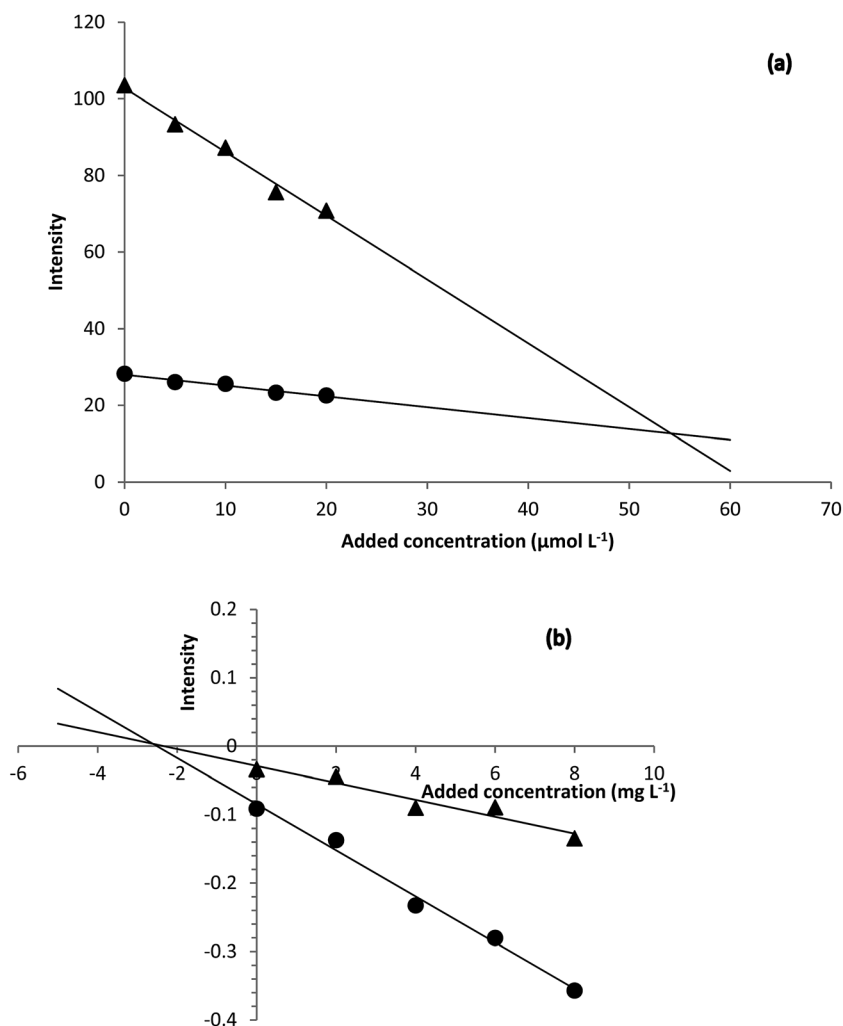 120
(a)
100
80
60
40
20
0
Intensity
0 10 20 30 40 50 60 70
Added concentration (µmol L⁻¹)
0.2
Intensity
(b)
0.1
0
-6 -4 -2 0 2 4 6 8 10
Added concentration (mg L⁻¹)
-0.1
-0.2
-0.3
-0.4